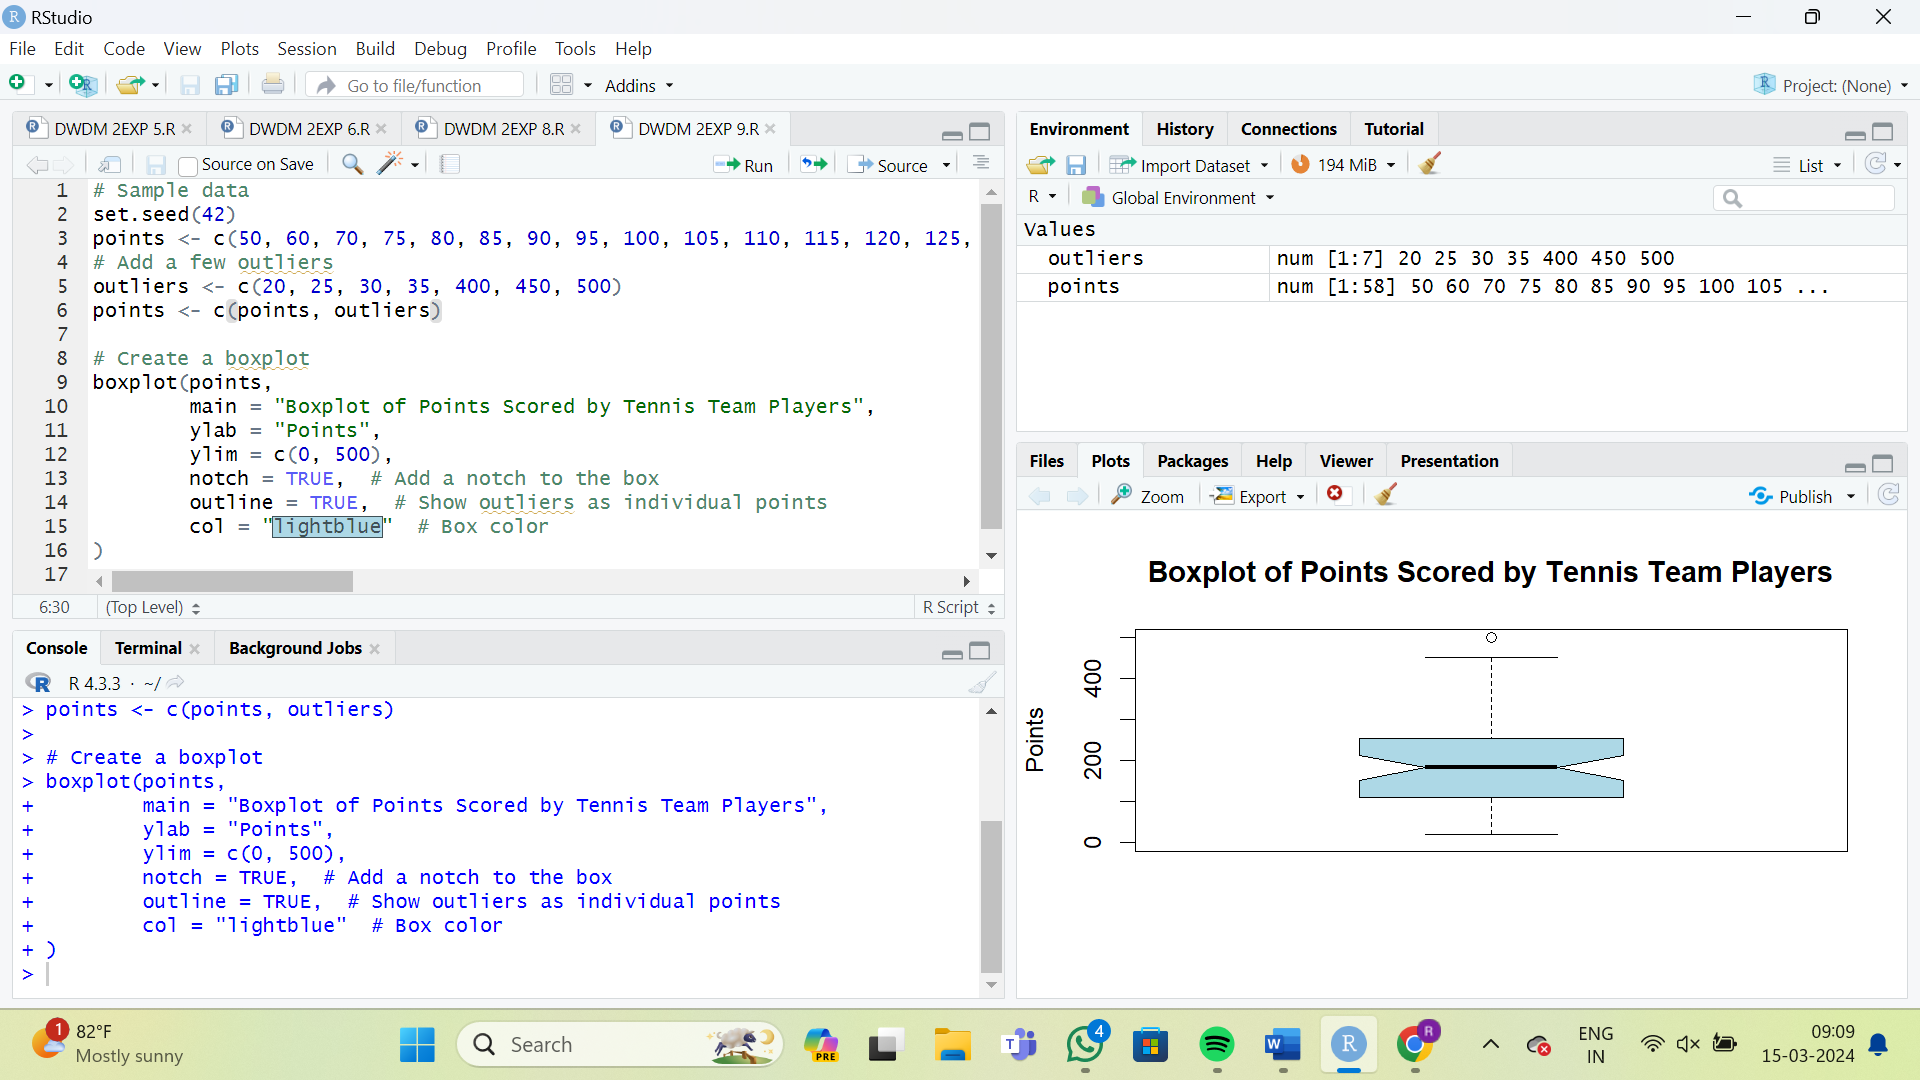 RStudio
File Edit Code View Plots Session Build Debug Profile Tools Help
Go to file/function Addins Project: (None)
DWDM 2EXP 5.R DWDM 2EXP 6.R DWDM 2EXP 8.R DWDM 2EXP 9.R
Source on Save Run Source
1 # Sample data
2 set.seed(42)
3 points <- c(50, 60, 70, 75, 80, 85, 90, 95, 100, 105, 110, 115, 120, 125,
4 # Add a few outliers
5 outliers <- c(20, 25, 30, 35, 400, 450, 500)
6 points <- c(points, outliers)
7
8 # Create a boxplot
9 boxplot(points,
10 main = "Boxplot of Points Scored by Tennis Team Players",
11 ylab = "Points",
12 ylim = c(0, 500),
13 notch = TRUE, # Add a notch to the box
14 outline = TRUE, # Show outliers as individual points
15 col = "lightblue" # Box color
16 )
17
6:30 (Top Level) R Script
Console Terminal Background Jobs
R R 4.3.3 · ~/
> points <- c(points, outliers)
>
> # Create a boxplot
> boxplot(points,
+ main = "Boxplot of Points Scored by Tennis Team Players",
+ ylab = "Points",
+ ylim = c(0, 500),
+ notch = TRUE, # Add a notch to the box
+ outline = TRUE, # Show outliers as individual points
+ col = "lightblue" # Box color
+ )
>
Environment History Connections Tutorial
Import Dataset 194 MiB List
R Global Environment
Values
outliers num [1:7] 20 25 30 35 400 450 500
points num [1:58] 50 60 70 75 80 85 90 95 100 105 ...
Files Plots Packages Help Viewer Presentation
Zoom Export Publish
Boxplot of Points Scored by Tennis Team Players
Points
400
200
0
1 82°F
Mostly sunny
Search
PRE
T
4
W
R
R
ENG
IN
09:09
15-03-2024